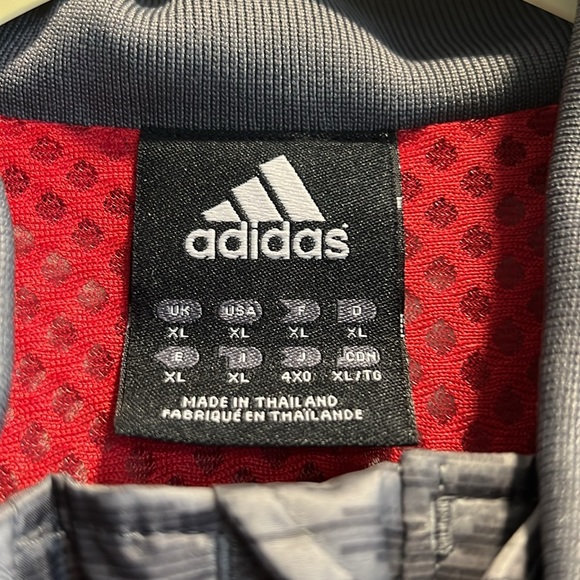 adidas
UK USA F D
XL XL XL XL
E I J CDN
XL XL 4XO XL/TG
MADE IN THAILAND
FABRIQUÉ EN THAÏLANDE